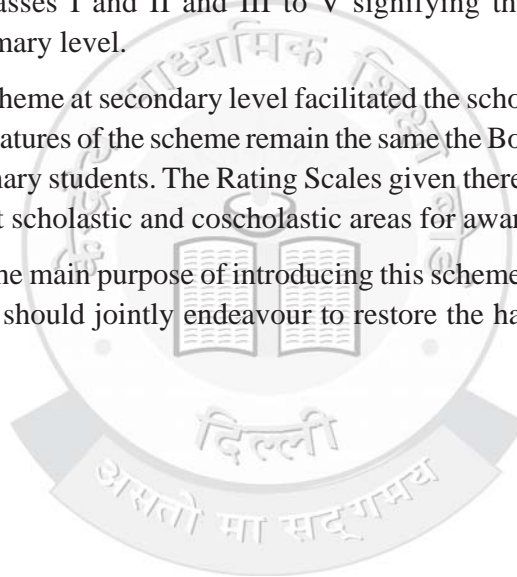 asses I and II and III to V signifying th
mary level.
heme at secondary level facilitated the scho
atures of the scheme remain the same the Bo
nary students. The Rating Scales given there
t scholastic and coscholastic areas for awar
he main purpose of introducing this scheme
should jointly endeavour to restore the ha
केन्द्रीय माध्यमिक शिक्षा बोर्ड
दिल्ली
असतो मा सद्गमय